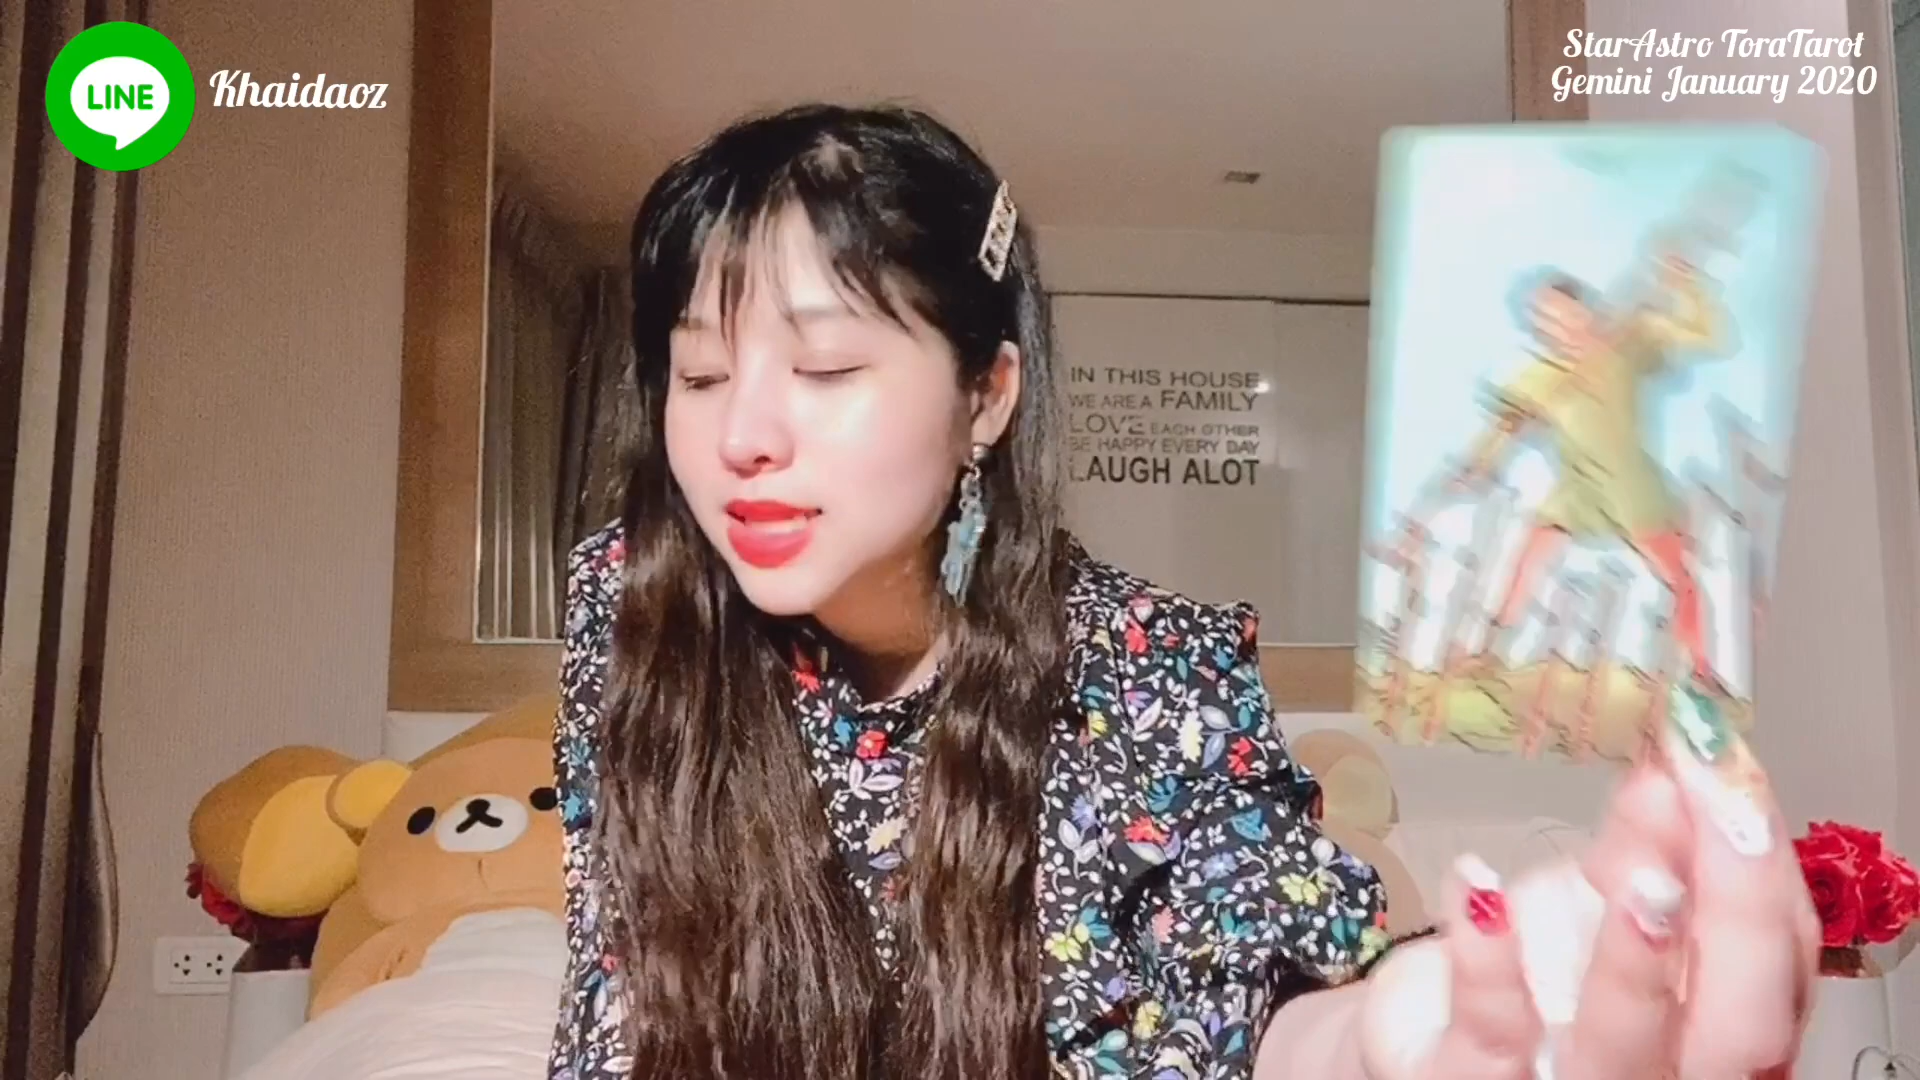 LINE
Khaidaoz
StarAstro ToraTarot
Gemini January 2020
IN THIS HOUSE
WE ARE A FAMILY
LOVE EACH OTHER
BE HAPPY EVERY DAY
LAUGH ALOT